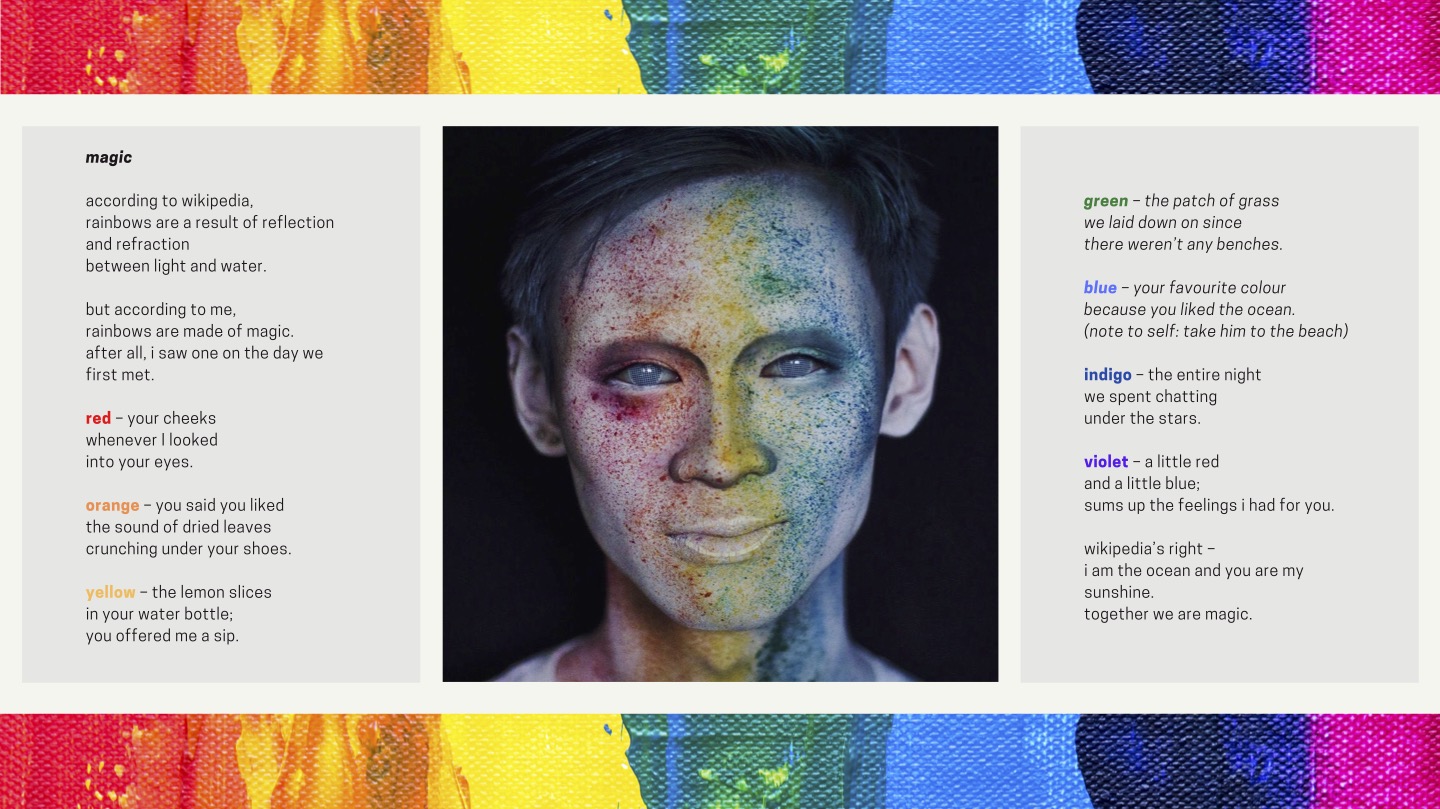 magic
according to wikipedia,
rainbows are a result of reflection
and refraction
between light and water.
but according to me,
rainbows are made of magic.
after all, i saw one on the day we
first met.
red – your cheeks
whenever I looked
into your eyes.
orange – you said you liked
the sound of dried leaves
crunching under your shoes.
yellow – the lemon slices
in your water bottle;
you offered me a sip.
green – the patch of grass
we laid down on since
there weren’t any benches.
blue – your favourite colour
because you liked the ocean.
(note to self: take him to the beach)
indigo – the entire night
we spent chatting
under the stars.
violet – a little red
and a little blue;
sums up the feelings i had for you.
wikipedia’s right –
i am the ocean and you are my
sunshine.
together we are magic.